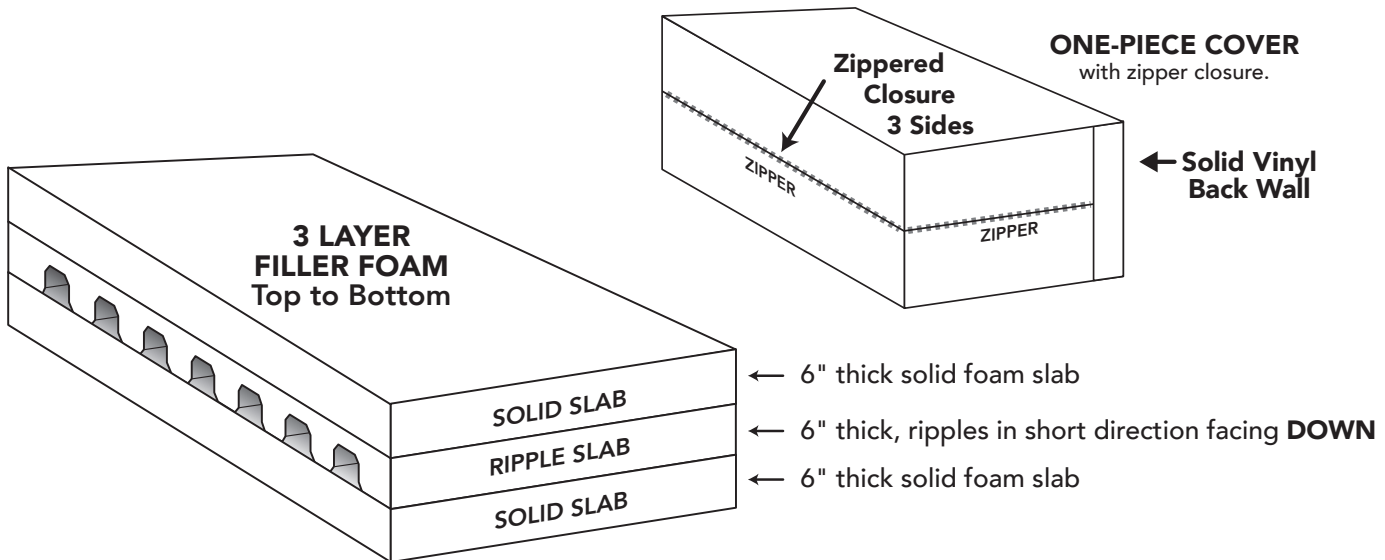 ONE-PIECE COVER
with zipper closure.
Zippered
Closure
3 Sides
ZIPPER
ZIPPER
Solid Vinyl
Back Wall
3 LAYER
FILLER FOAM
Top to Bottom
SOLID SLAB
6" thick solid foam slab
RIPPLE SLAB
6" thick, ripples in short direction facing DOWN
SOLID SLAB
6" thick solid foam slab